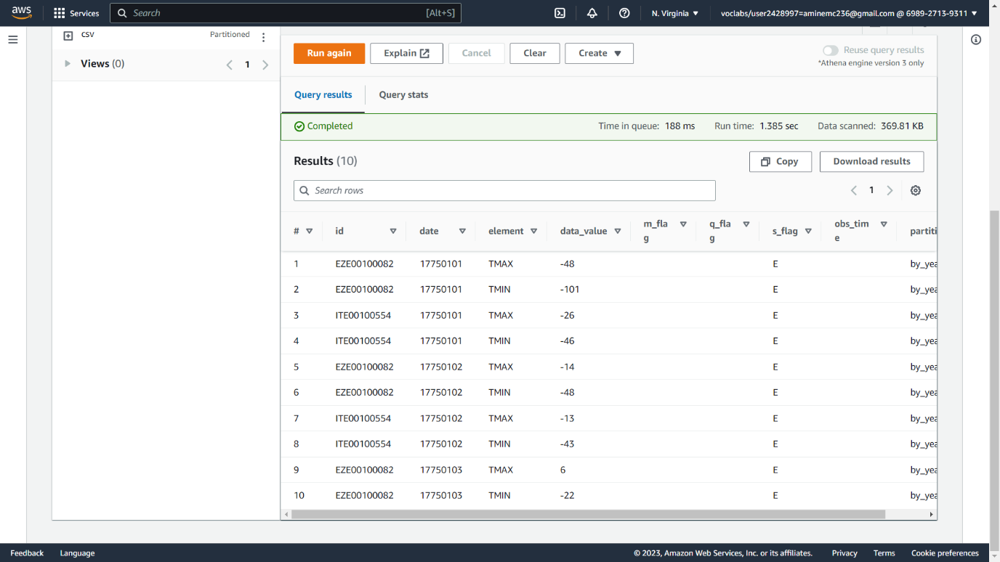 aws Services Search [Alt+S] N. Virginia voclabs/user2428997=aminemc236@gmail.com @ 6989-2713-9311
CSV Partitioned
Views (0) 1
Run again Explain Cancel Clear Create Reuse query results
*Athena engine version 3 only
Query results Query stats
Completed Time in queue: 188 ms Run time: 1.385 sec Data scanned: 369.81 KB
Results (10) Copy Download results
Search rows 1
# id date element data_value m_fla
g q_fla
g s_flag obs_tim
e partiti
1 EZE00100082 17750101 TMAX -48 E by_yea
2 EZE00100082 17750101 TMIN -101 E by_yea
3 ITE00100554 17750101 TMAX -26 E by_yea
4 ITE00100554 17750101 TMIN -46 E by_yea
5 EZE00100082 17750102 TMAX -14 E by_yea
6 EZE00100082 17750102 TMIN -48 E by_yea
7 ITE00100554 17750102 TMAX -13 E by_yea
8 ITE00100554 17750102 TMIN -43 E by_yea
9 EZE00100082 17750103 TMAX 6 E by_yea
10 EZE00100082 17750103 TMIN -22 E by_yea
Feedback Language © 2023, Amazon Web Services, Inc. or its affiliates. Privacy Terms Cookie preferences